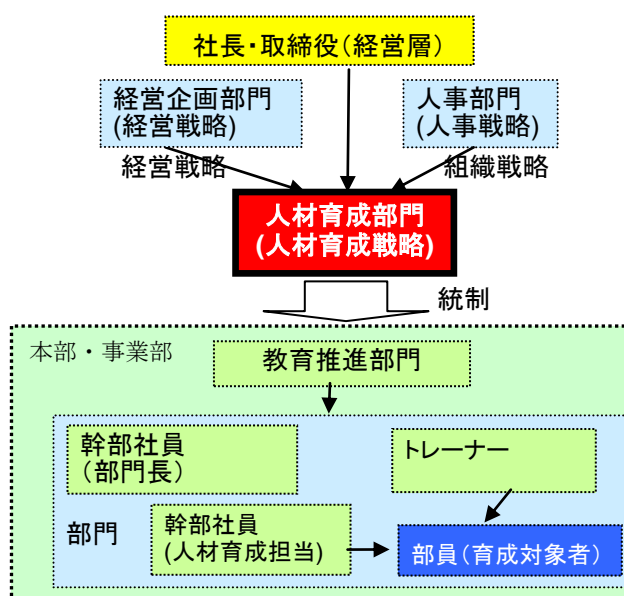 社長・取締役(経営層)
経営企画部門
(経営戦略)
人事部門
(人事戦略)
経営戦略
組織戦略
人材育成部門
(人材育成戦略)
統制
本部・事業部
教育推進部門
幹部社員
(部門長)
トレーナー
部門
幹部社員
(人材育成担当)
部員(育成対象者)